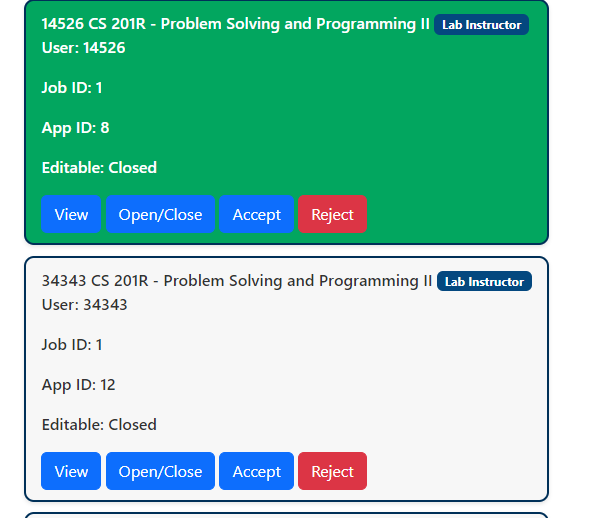 14526 CS 201R - Problem Solving and Programming II Lab Instructor
User: 14526
Job ID: 1
App ID: 8
Editable: Closed
View Open/Close Accept Reject
34343 CS 201R - Problem Solving and Programming II Lab Instructor
User: 34343
Job ID: 1
App ID: 12
Editable: Closed
View Open/Close Accept Reject